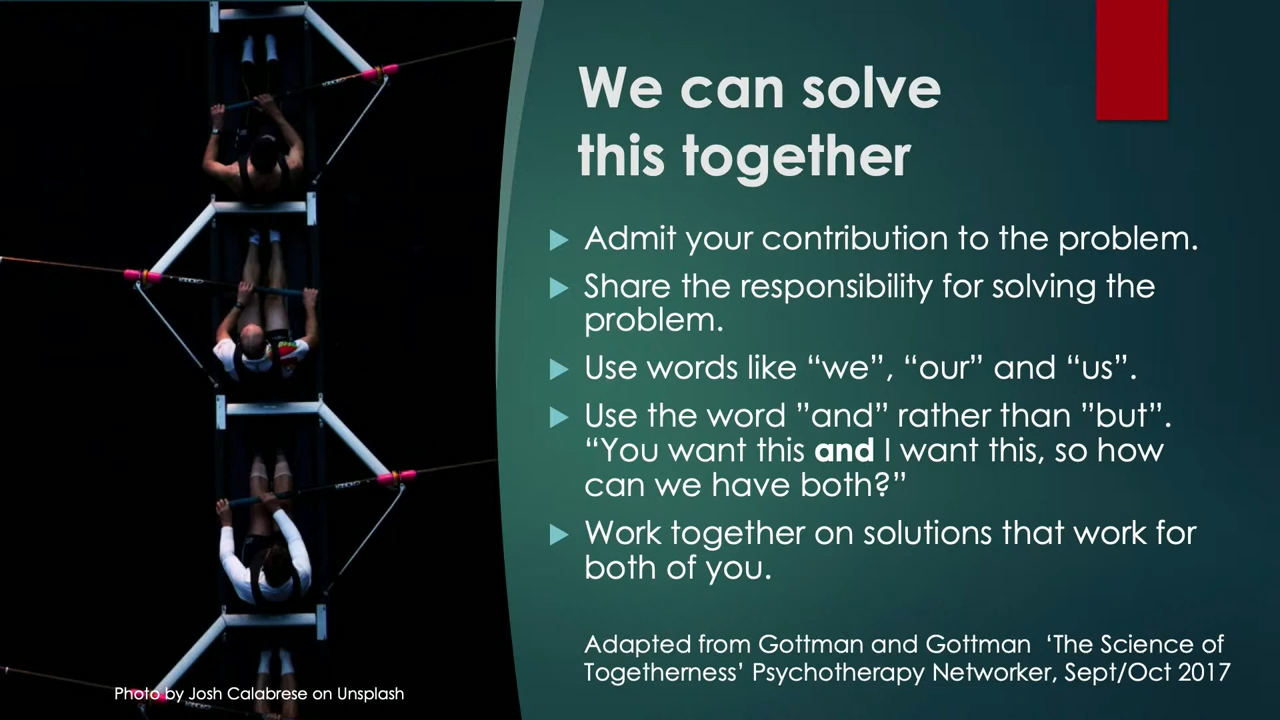 We can solve
this together
Admit your contribution to the problem.
Share the responsibility for solving the
problem.
Use words like “we”, “our” and “us”.
Use the word ”and” rather than ”but”.
“You want this and I want this, so how
can we have both?”
Work together on solutions that work for
both of you.
Adapted from Gottman and Gottman ‘The Science of
Togetherness’ Psychotherapy Networker, Sept/Oct 2017
Photo by Josh Calabrese on Unsplash